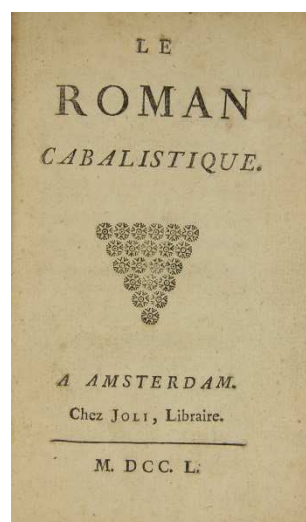 LE
ROMAN
CABALISTIQUE.
A AMSTERDAM.
Chez JOLI, Libraire.
M. DCC. L.